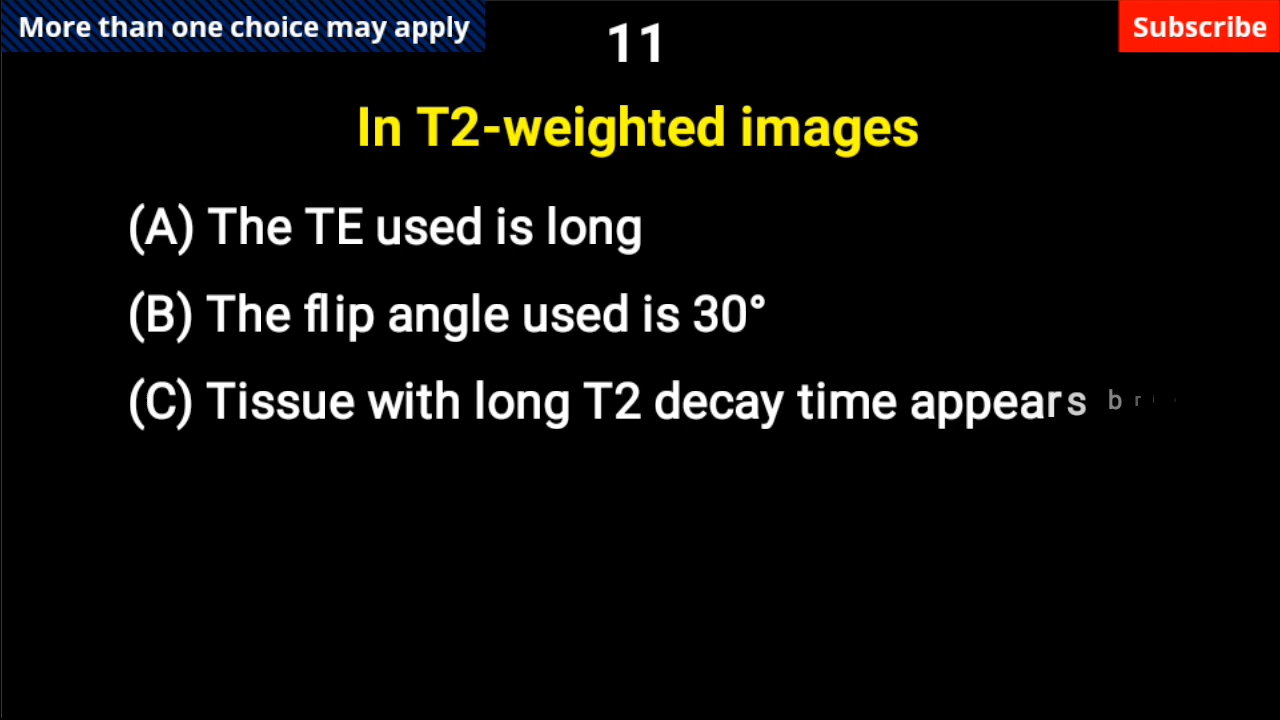 More than one choice may apply
11
Subscribe
In T2-weighted images
(A) The TE used is long
(B) The flip angle used is 30°
(C) Tissue with long T2 decay time appears